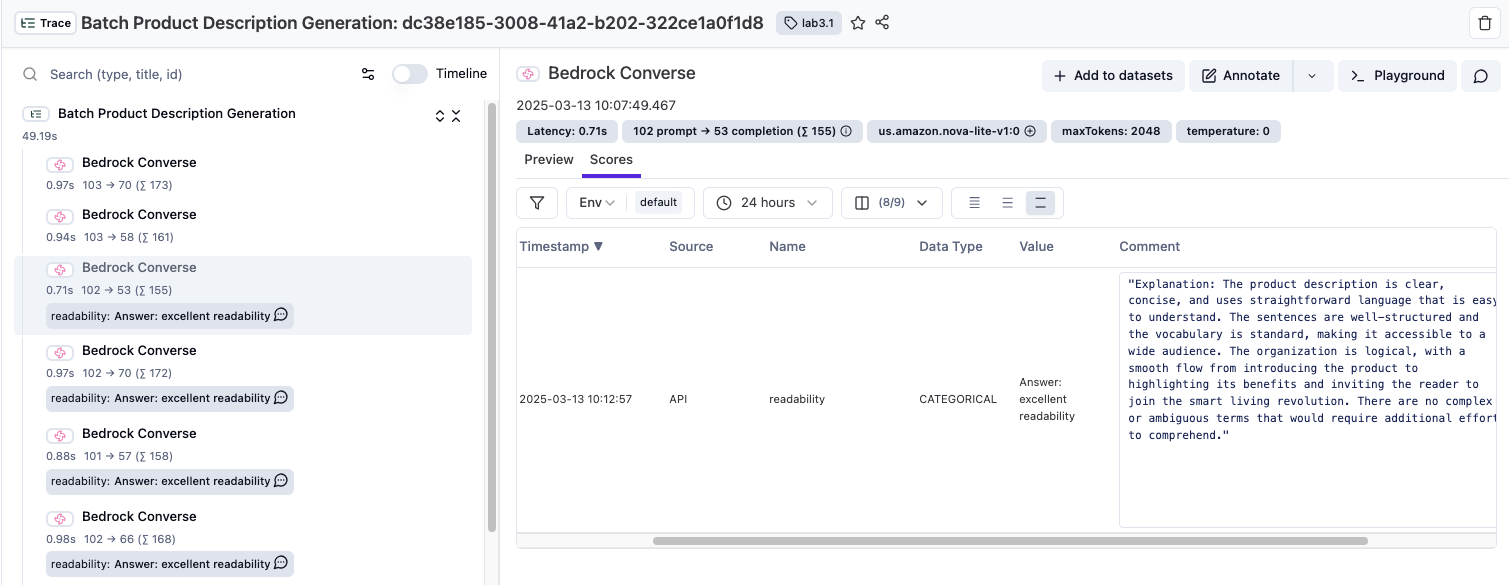 Trace Batch Product Description Generation: dc38e185-3008-41a2-b202-322ce1a0f1d8 lab3.1
Search (type, title, id) Timeline
Batch Product Description Generation
49.19s
Bedrock Converse
0.97s 103 → 70 (∑ 173)
Bedrock Converse
0.94s 103 → 58 (∑ 161)
Bedrock Converse
0.71s 102 → 53 (∑ 155)
readability: Answer: excellent readability
Bedrock Converse
0.97s 102 → 70 (∑ 172)
readability: Answer: excellent readability
Bedrock Converse
0.88s 101 → 57 (∑ 158)
readability: Answer: excellent readability
Bedrock Converse
0.98s 102 → 66 (∑ 168)
readability: Answer: excellent readability
Bedrock Converse
Add to datasets Annotate Playground
2025-03-13 10:07:49.467
Latency: 0.71s 102 prompt → 53 completion (∑ 155) us.amazon.nova-lite-v1:0 maxTokens: 2048 temperature: 0
Preview Scores
Env default 24 hours (8/9)
Timestamp ▼ Source Name Data Type Value Comment
2025-03-13 10:12:57 API readability CATEGORICAL
Answer:
excellent
readability
"Explanation: The product description is clear,
concise, and uses straightforward language that is easy
to understand. The sentences are well-structured and
the vocabulary is standard, making it accessible to a
wide audience. The organization is logical, with a
smooth flow from introducing the product to
highlighting its benefits and inviting the reader to
join the smart living revolution. There are no complex
or ambiguous terms that would require additional effort
to comprehend."